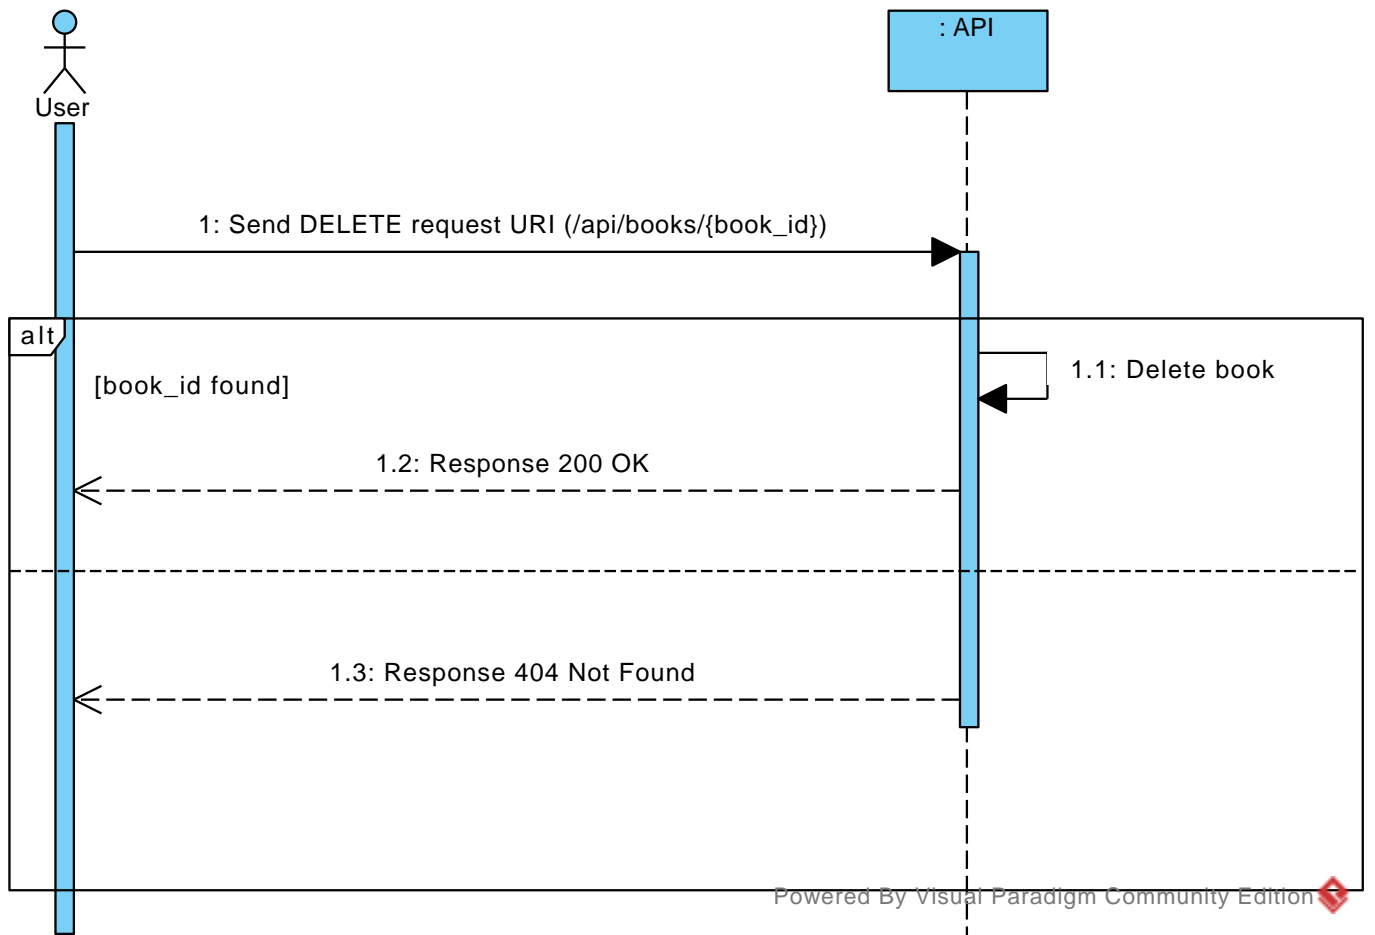 : API
User
1: Send DELETE request URI (/api/books/{book_id})
alt
1.1: Delete book
[book_id found]
1.2: Response 200 OK
1.3: Response 404 Not Found
Powered By Visual Paradigm Community Edition